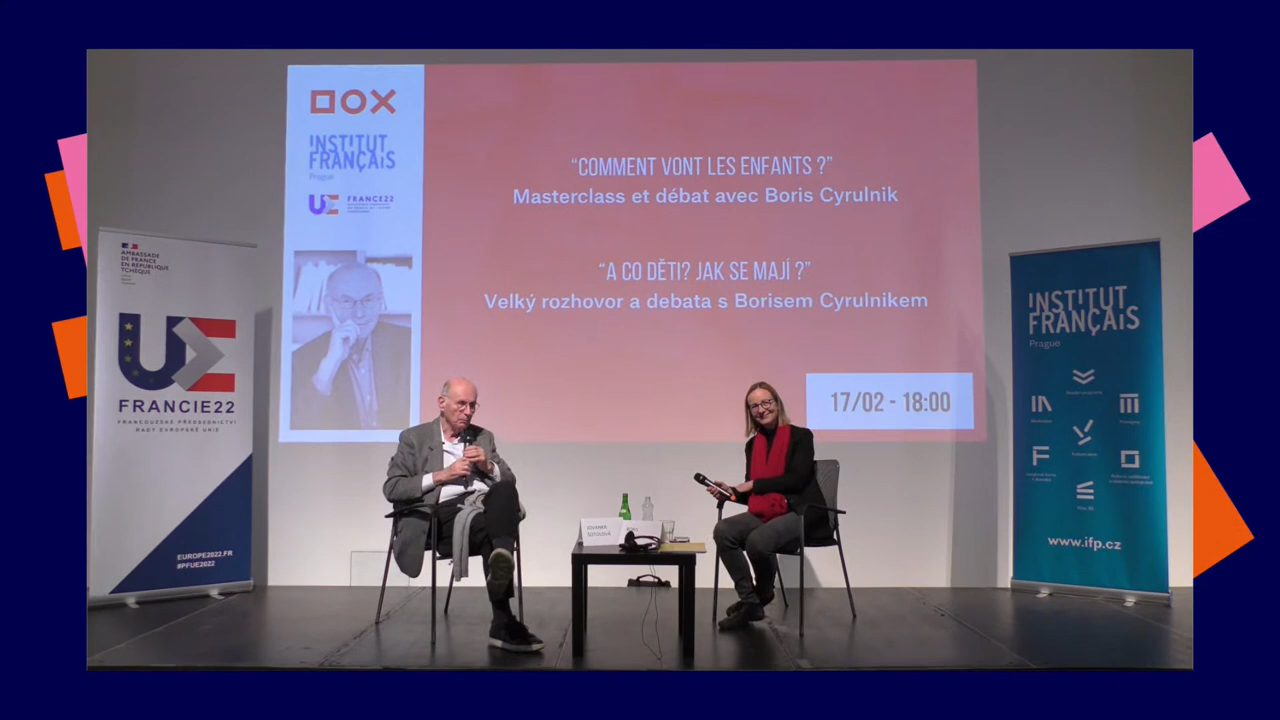 DOX
INSTITUT
FRANÇAIS
Prague
UE FRANCE22
“COMMENT VONT LES ENFANTS ?”
Masterclass et débat avec Boris Cyrulnik
“A CO DĚTI? JAK SE MAJÍ ?”
Velký rozhovor a debata s Borisem Cyrulnikem
17/02 - 18:00
AMBASSADE
DE FRANCE
EN RÉPUBLIQUE
TCHÈQUE
UE
FRANCIE22
FRANCOUZSKÉ PŘEDSEDNICTVÍ
RADY EVROPSKÉ UNIE
EUROPE2022.FR
#PFUE2022
INSTITUT
FRANÇAIS
Prague
www.ifp.cz